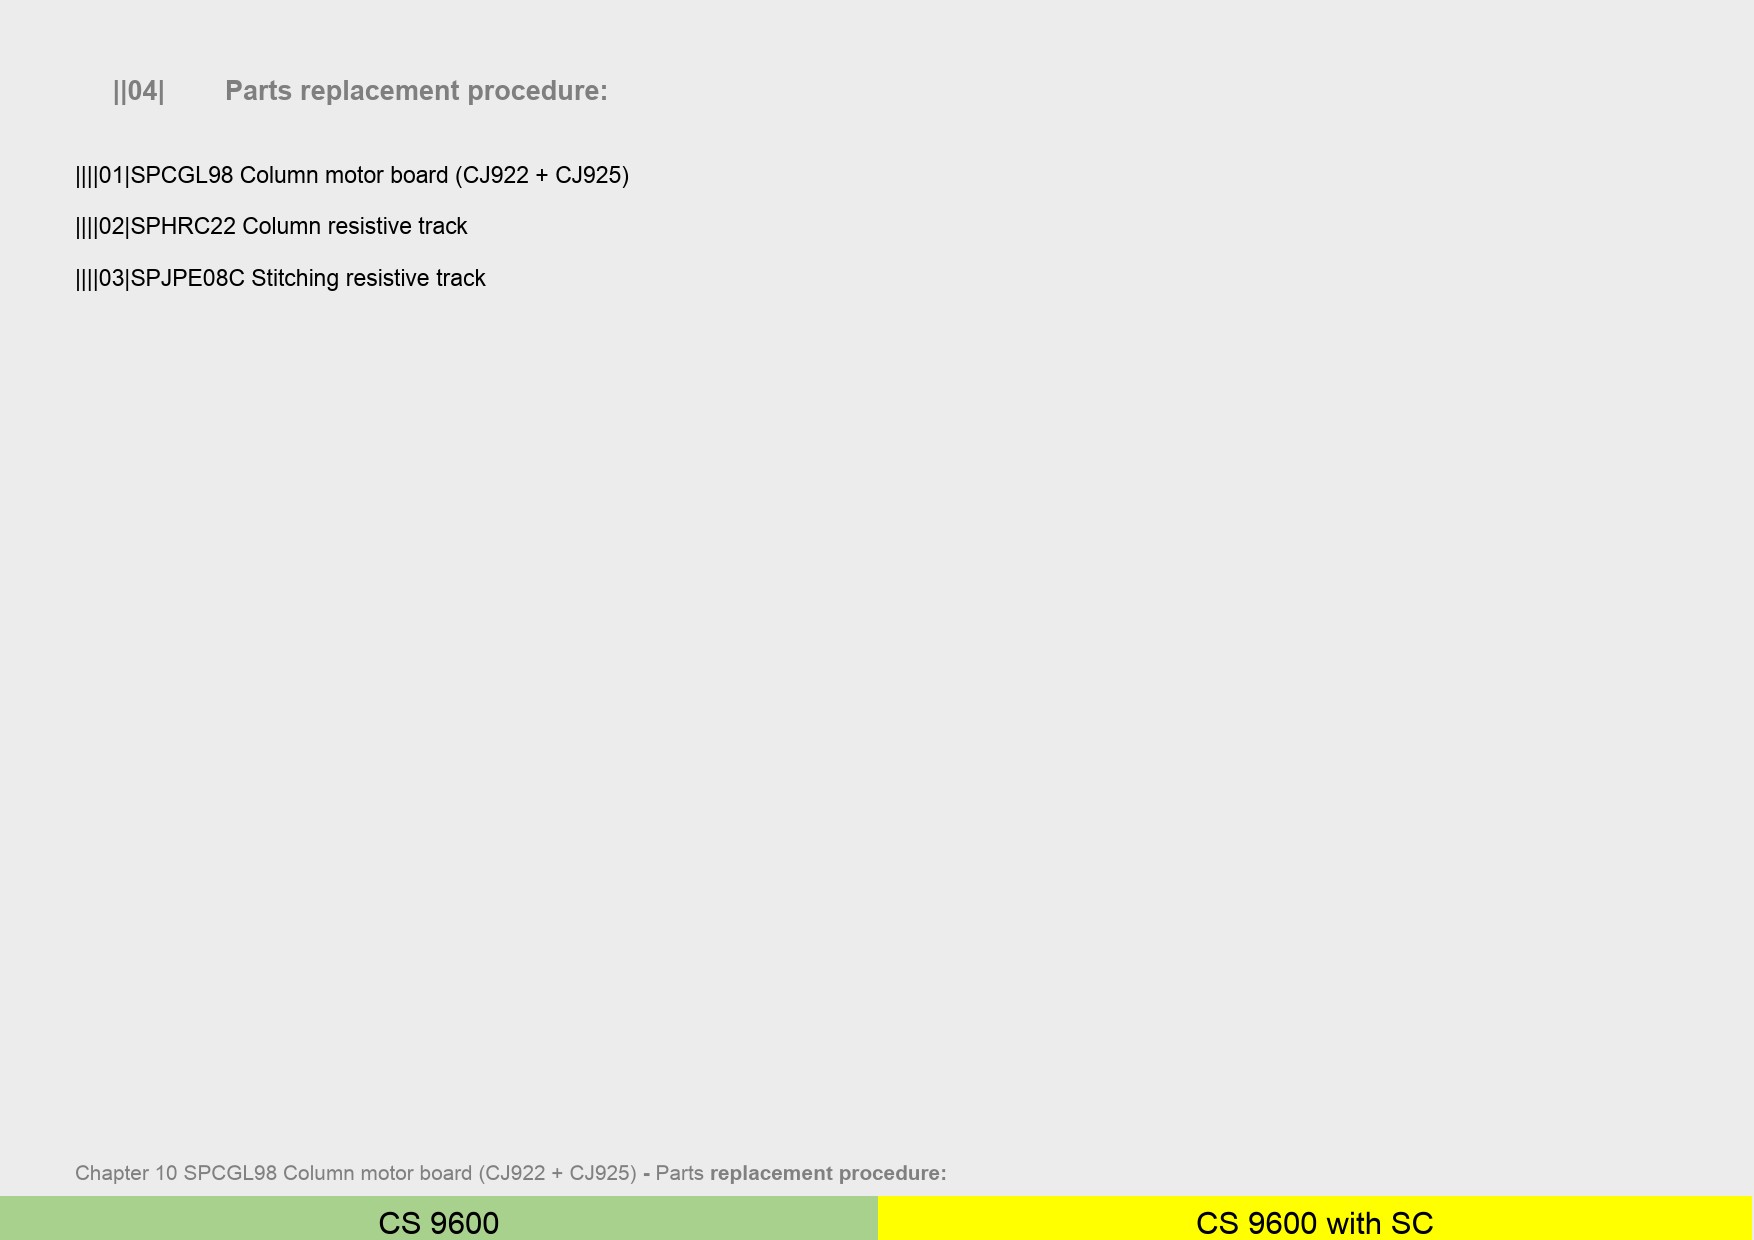 ||04| Parts replacement procedure:
||||01|SPCGL98 Column motor board (CJ922 + CJ925)
||||02|SPHRC22 Column resistive track
||||03|SPJPE08C Stitching resistive track
Chapter 10 SPCGL98 Column motor board (CJ922 + CJ925) - Parts replacement procedure:
CS 9600
CS 9600 with SC